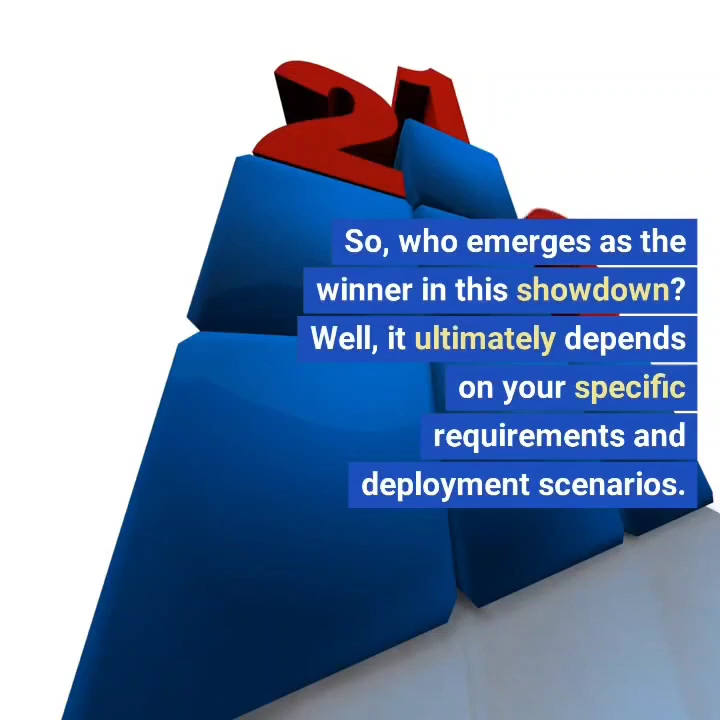 21
So, who emerges as the
winner in this showdown?
Well, it ultimately depends
on your specific
requirements and
deployment scenarios.